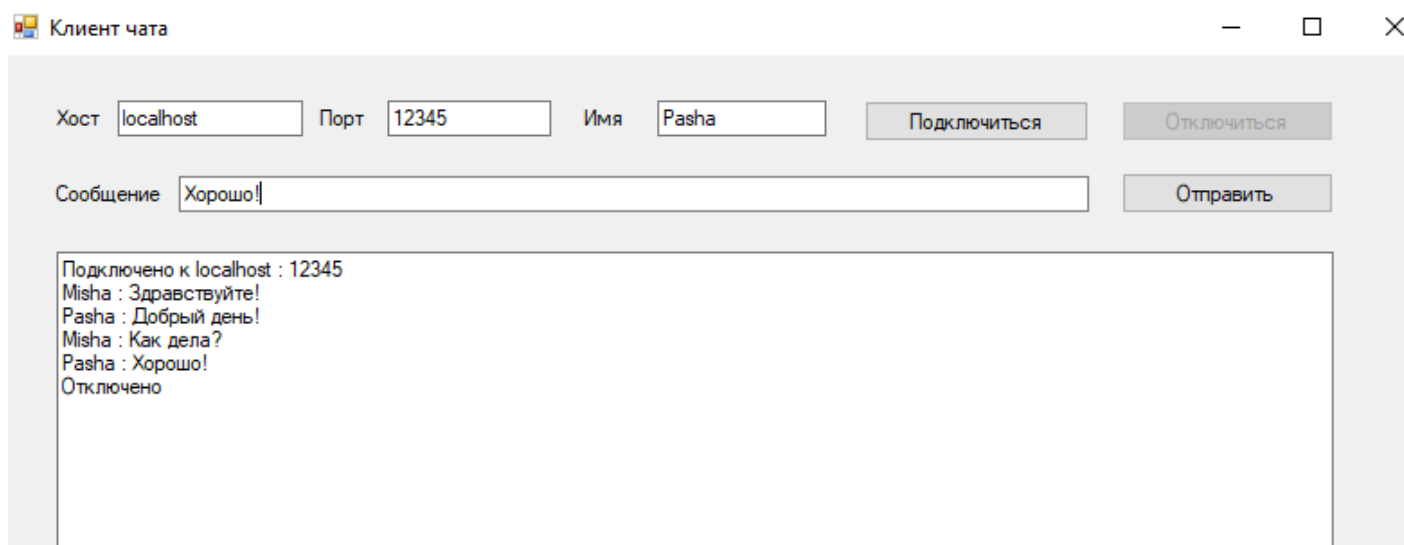 Клиент чата
Хост localhost Порт 12345 Имя Pasha Подключиться Отключиться
Сообщение Хорошо! Отправить
Подключено к localhost : 12345
Misha : Здравствуйте!
Pasha : Добрый день!
Misha : Как дела?
Pasha : Хорошо!
Отключено